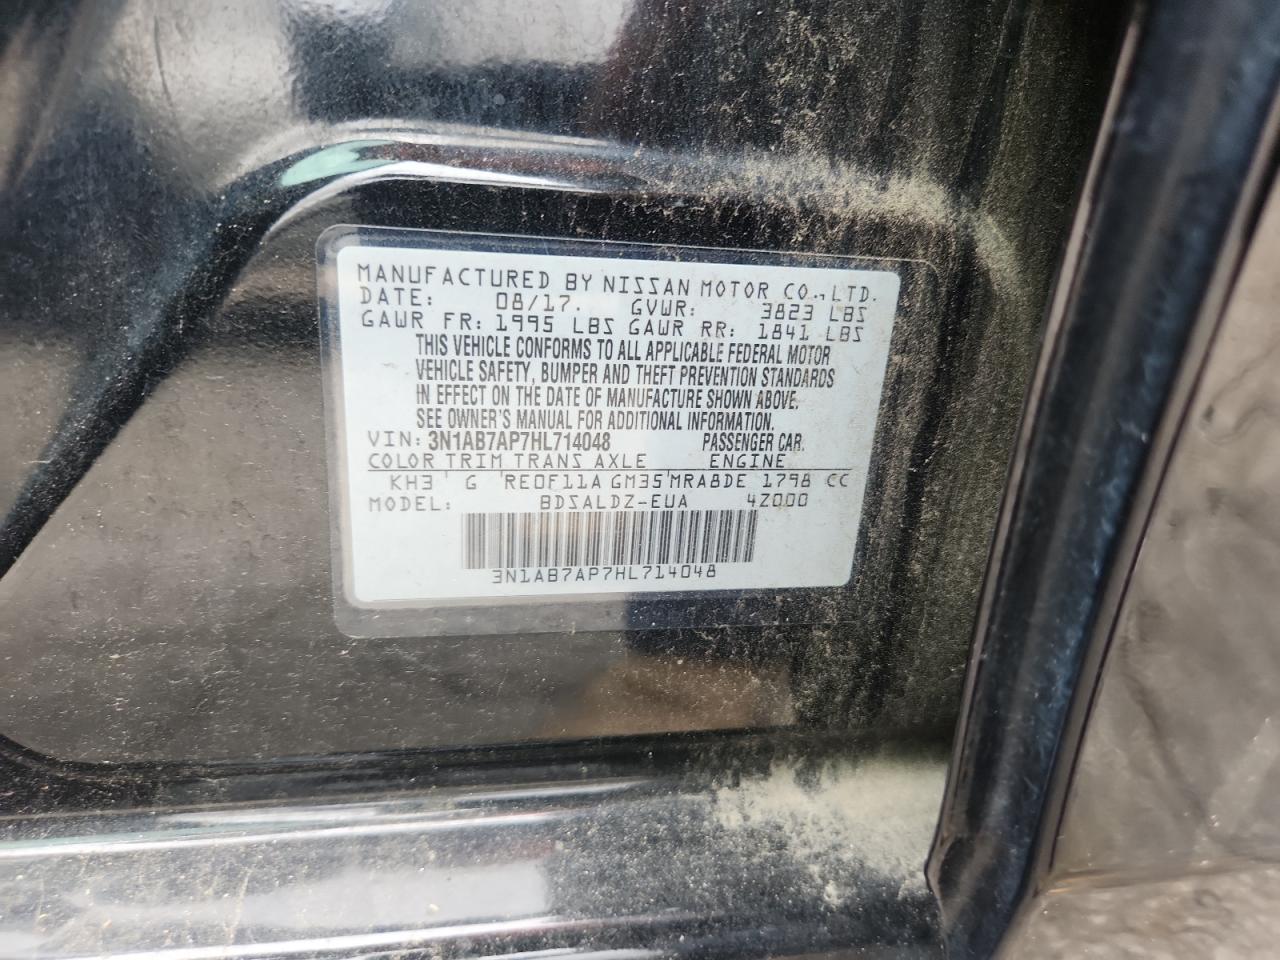 MANUFACTURED BY NISSAN MOTOR CO., LTD.
DATE: 08/17. GVWR: 3823 LBS
GAWR FR: 1995 LBS GAWR RR: 1841 LBS
THIS VEHICLE CONFORMS TO ALL APPLICABLE FEDERAL MOTOR
VEHICLE SAFETY, BUMPER AND THEFT PREVENTION STANDARDS
IN EFFECT ON THE DATE OF MANUFACTURE SHOWN ABOVE.
SEE OWNER'S MANUAL FOR ADDITIONAL INFORMATION.
VIN: 3N1AB7AP7HL714048 PASSENGER CAR.
COLOR TRIM TRANS AXLE ENGINE
KH3 G RE0F11A GM35 MRA8DE 1798 CC
MODEL: BDSALDZ-EUA 4Z000
3N1AB7AP7HL714048